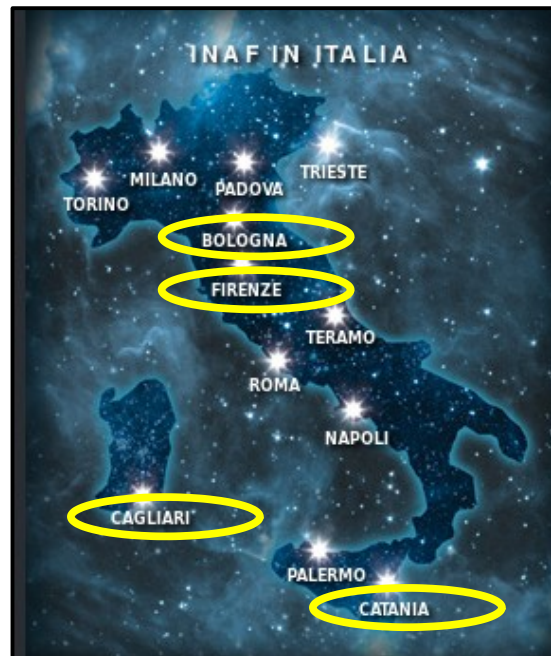 INAF IN ITALIA
TRIESTE
MILANO
PADOVA
TORINO
BOLOGNA
FIRENZE
TERAMO
ROMA
NAPOLI
CAGLIARI
PALERMO
CATANIA